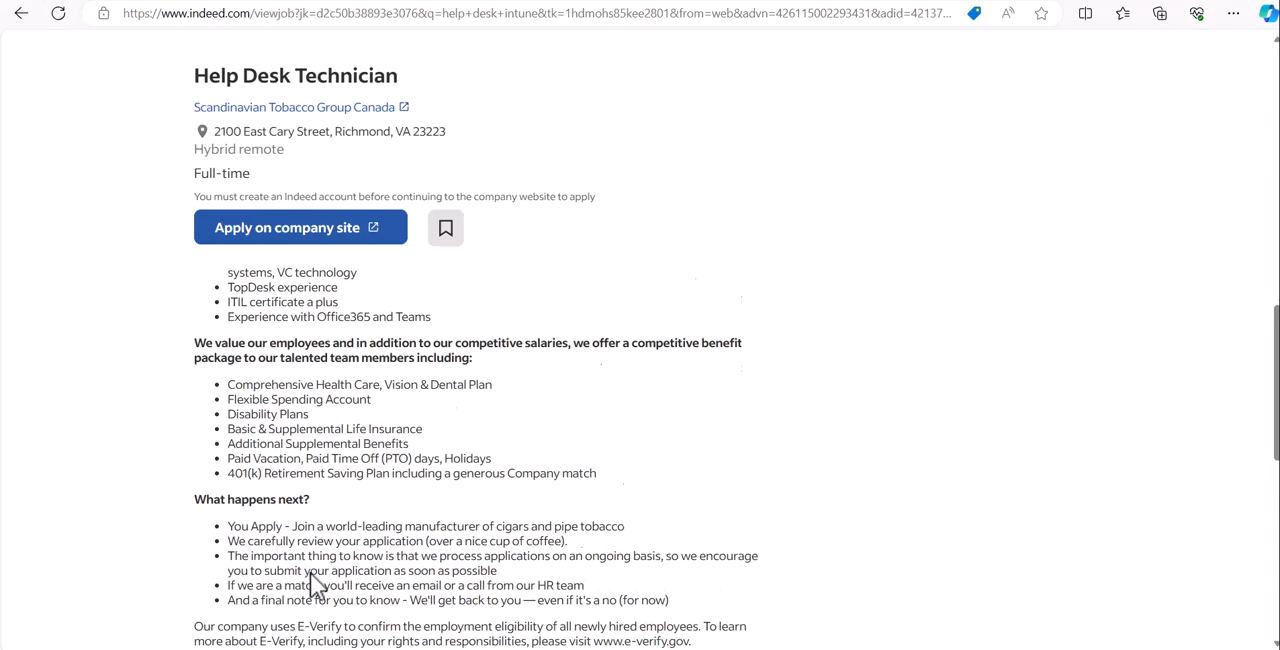 https://www.indeed.com/viewjob?jk=d2c50b38893e3076&q=help+desk+intune&tk=1hdmohs85kee2801&from=web&advn=426115002293431&adid=42137...
Help Desk Technician
Scandinavian Tobacco Group Canada
2100 East Cary Street, Richmond, VA 23223
Hybrid remote
Full-time
You must create an Indeed account before continuing to the company website to apply
Apply on company site
systems, VC technology
• TopDesk experience
• ITIL certificate a plus
• Experience with Office365 and Teams
We value our employees and in addition to our competitive salaries, we offer a competitive benefit
package to our talented team members including:
• Comprehensive Health Care, Vision & Dental Plan
• Flexible Spending Account
• Disability Plans
• Basic & Supplemental Life Insurance
• Additional Supplemental Benefits
• Paid Vacation, Paid Time Off (PTO) days, Holidays
• 401(k) Retirement Saving Plan including a generous Company match
What happens next?
• You Apply - Join a world-leading manufacturer of cigars and pipe tobacco
• We carefully review your application (over a nice cup of coffee).
• The important thing to know is that we process applications on an ongoing basis, so we encourage
you to submit your application as soon as possible
• If we are a match you'll receive an email or a call from our HR team
• And a final note for you to know - We'll get back to you — even if it's a no (for now)
Our company uses E-Verify to confirm the employment eligibility of all newly hired employees. To learn
more about E-Verify, including your rights and responsibilities, please visit www.e-verify.gov.